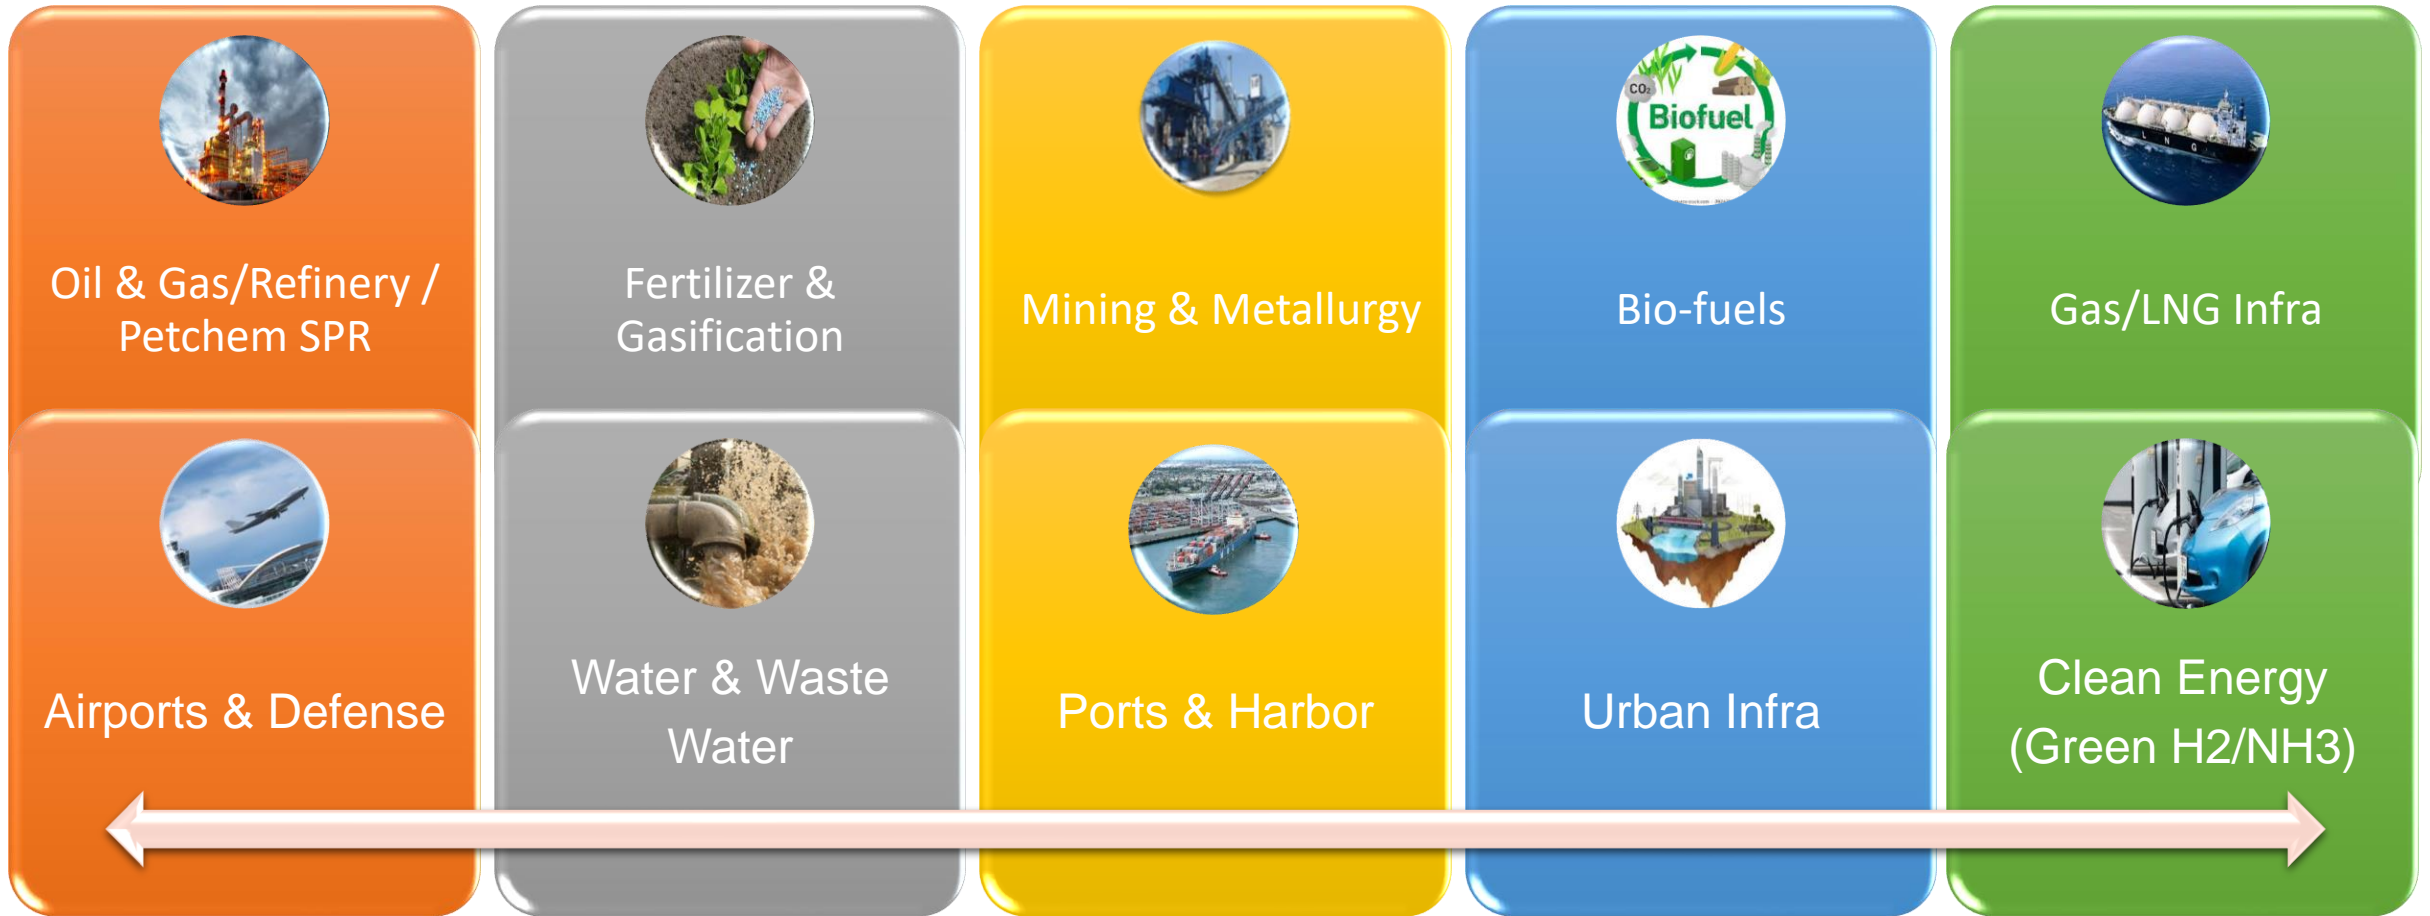 Oil & Gas/Refinery /
Petchem SPR
Fertilizer &
Gasification
Mining & Metallurgy
CO₂
Biofuel
Bio-fuels
L N G
Gas/LNG Infra
Airports & Defense
Water & Waste
Water
Ports & Harbor
Urban Infra
Clean Energy
(Green H2/NH3)